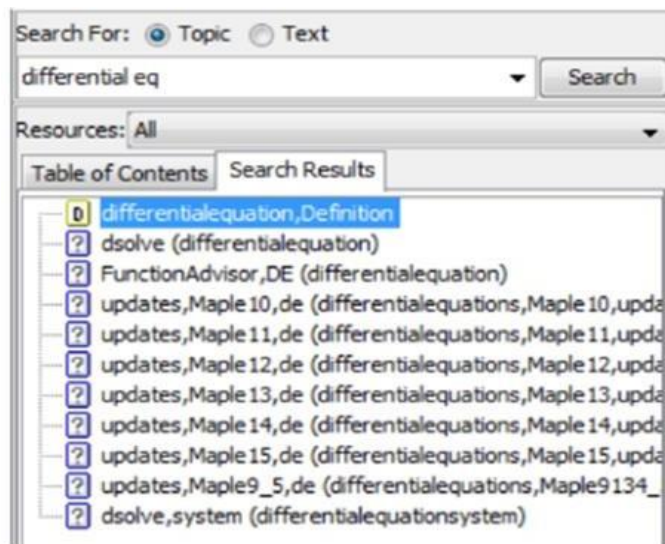 Search For: Topic Text
differential eq Search
Resources: All
Table of Contents Search Results
D differentialequation,Definition
? dsolve (differentialequation)
? FunctionAdvisor,DE (differentialequation)
? updates,Maple10,de (differentialequations,Maple10,upda
? updates,Maple11,de (differentialequations,Maple11,upda
? updates,Maple12,de (differentialequations,Maple12,upda
? updates,Maple13,de (differentialequations,Maple13,upda
? updates,Maple14,de (differentialequations,Maple14,upda
? updates,Maple15,de (differentialequations,Maple15,upda
? updates,Maple9_5,de (differentialequations,Maple9134_
? dsolve,system (differentialequationsystem)